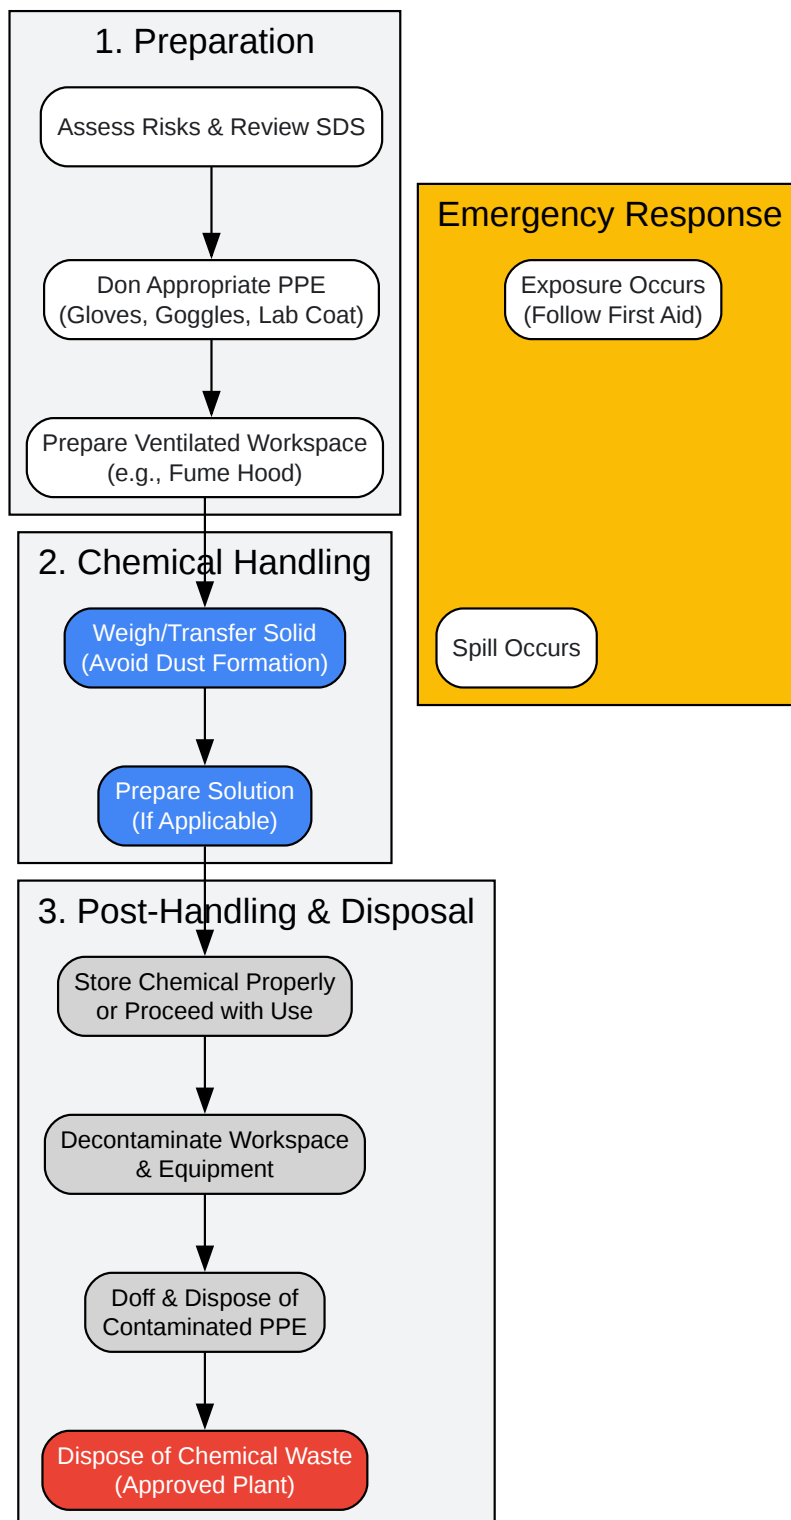 1. Preparation
Assess Risks & Review SDS
Don Appropriate PPE
(Gloves, Goggles, Lab Coat)
Prepare Ventilated Workspace
(e.g., Fume Hood)
Emergency Response
Exposure Occurs
(Follow First Aid)
Spill Occurs
2. Chemical Handling
Weigh/Transfer Solid
(Avoid Dust Formation)
Prepare Solution
(If Applicable)
3. Post-Handling & Disposal
Store Chemical Properly
or Proceed with Use
Decontaminate Workspace
& Equipment
Doff & Dispose of
Contaminated PPE
Dispose of Chemical Waste
(Approved Plant)